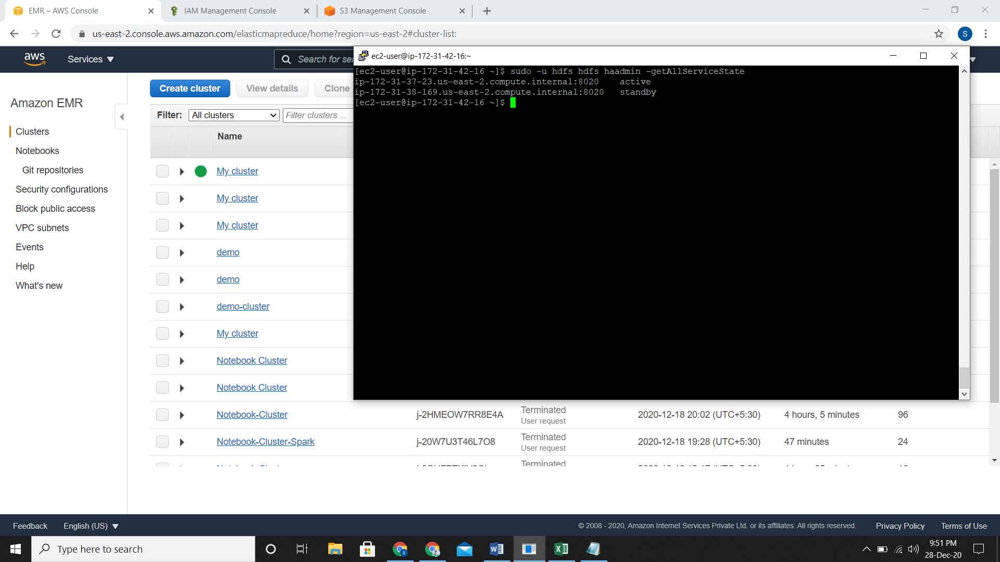 EMR – AWS Console
IAM Management Console
S3 Management Console
us-east-2.console.aws.amazon.com/elasticmapreduce/home?region=us-east-2#cluster-list:
S
aws
Services
Search for ser
ec2-user@ip-172-31-42-16:~
[ec2-user@ip-172-31-42-16 ~]$ sudo -u hdfs hdfs haadmin -getAllServiceState
ip-172-31-37-23.us-east-2.compute.internal:8020 active
ip-172-31-38-169.us-east-2.compute.internal:8020 standby
[ec2-user@ip-172-31-42-16 ~]$
Amazon EMR
Clusters
Notebooks
Git repositories
Security configurations
Block public access
VPC subnets
Events
Help
What's new
Create cluster
View details
Clone
Filter: All clusters Filter clusters ...
Name
My cluster
My cluster
My cluster
demo
demo
demo-cluster
My cluster
Notebook Cluster
Notebook Cluster
Notebook-Cluster j-2HMEOW7RR8E4A Terminated 2020-12-18 20:02 (UTC+5:30) 4 hours, 5 minutes 96
User request
Notebook-Cluster-Spark j-20W7U3T46L7O8 Terminated 2020-12-18 19:28 (UTC+5:30) 47 minutes 24
User request
Terminated
Feedback
English (US)
© 2008 - 2020, Amazon Internet Services Private Ltd. or its affiliates. All rights reserved.
Privacy Policy
Terms of Use
Type here to search
9:51 PM
28-Dec-20